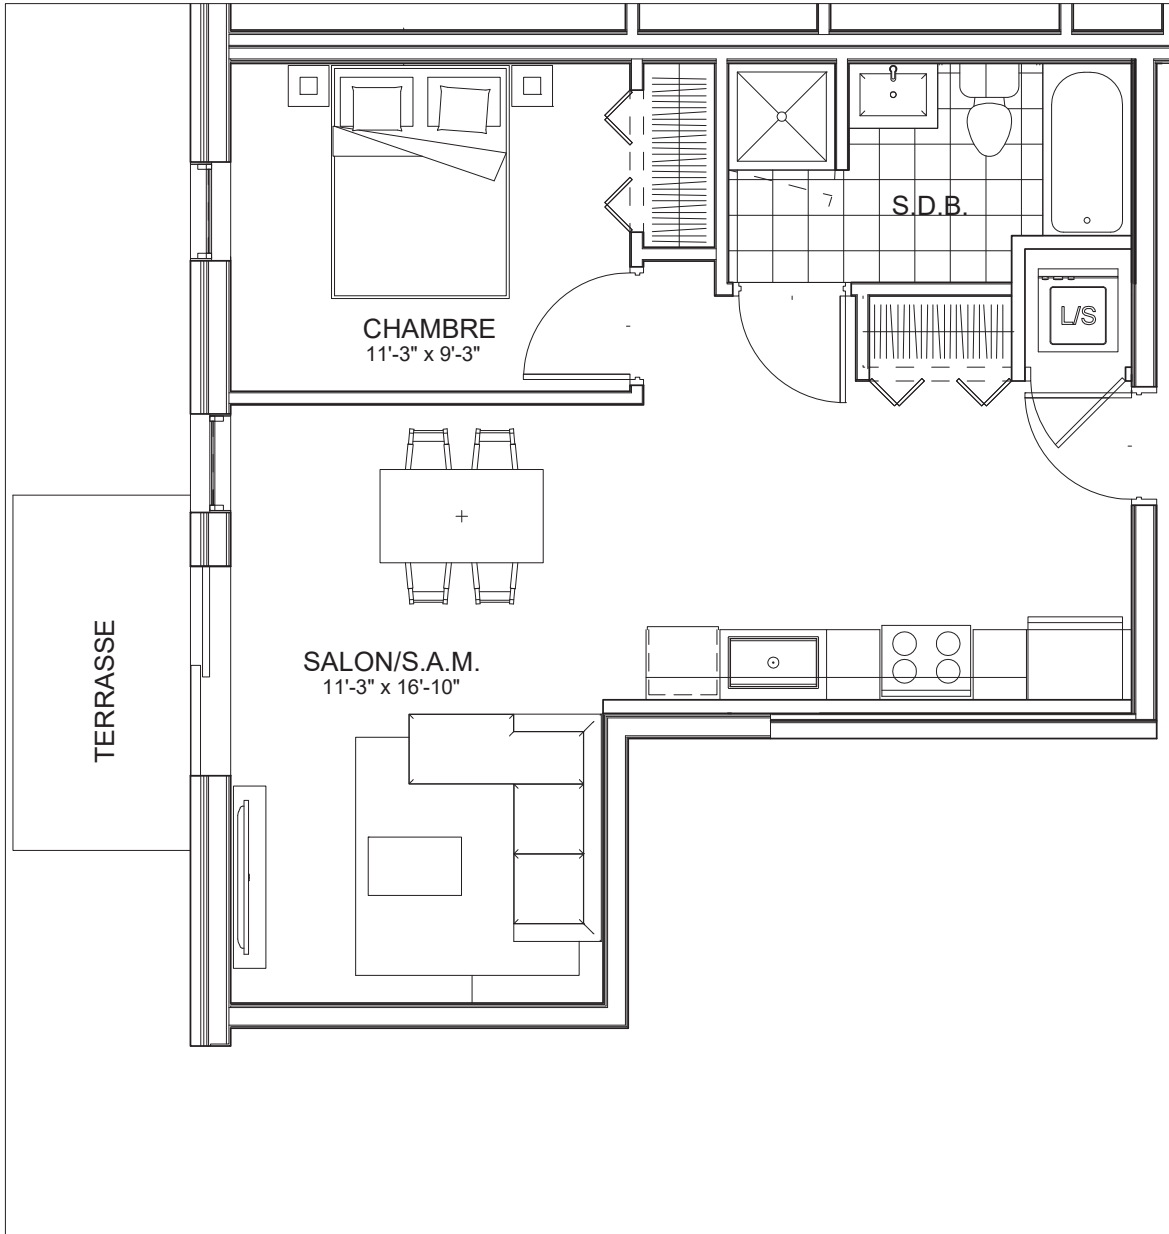 S.D.B.
L/S
CHAMBRE
11'-3" x 9'-3"
SALON/S.A.M.
11'-3" x 16'-10"
TERRASSE